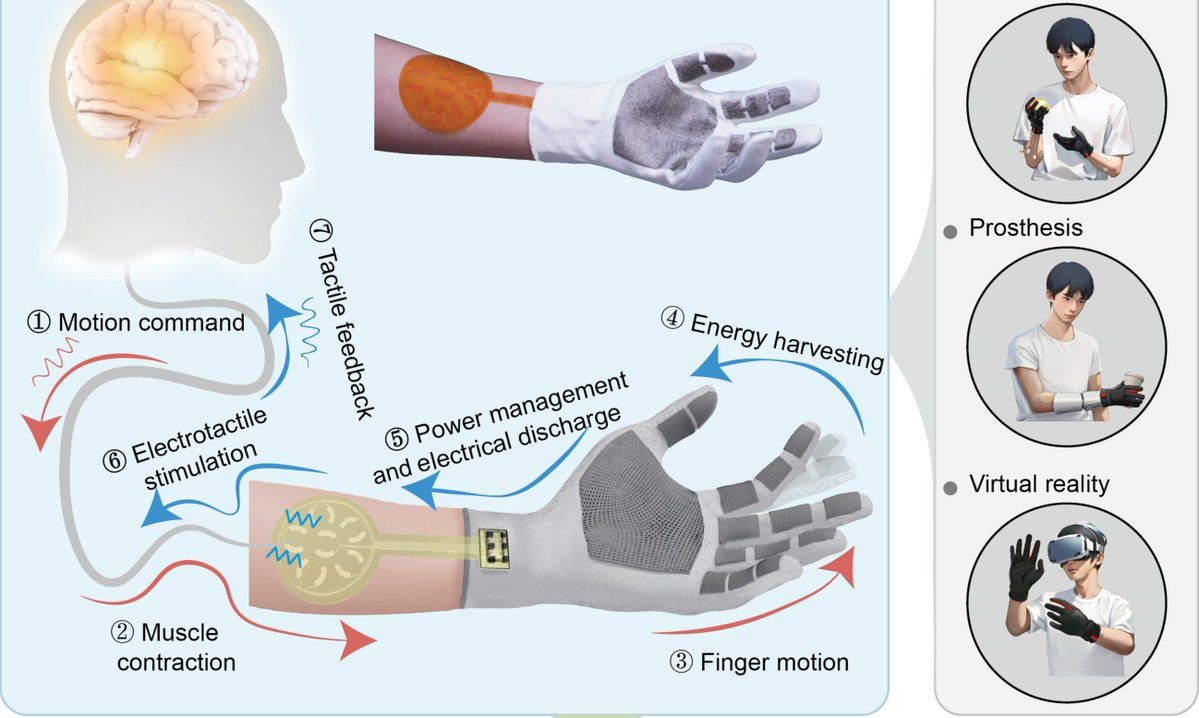 ① Motion command
② Muscle
contraction
③ Finger motion
④ Energy harvesting
⑤ Power management
and electrical discharge
⑥ Electrotactile
stimulation
⑦ Tactile feedback
Prosthesis
Virtual reality